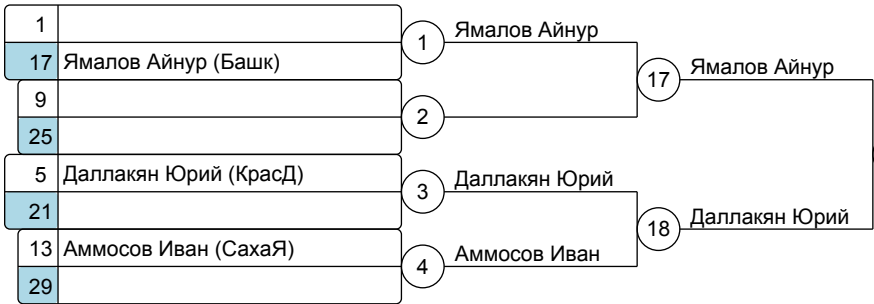 1
17 Ямалов Айнур (Башк)
9
25
5 Даллакян Юрий (КрасД)
21
13 Аммосов Иван (СахаЯ)
29
1 Ямалов Айнур
2
3 Даллакян Юрий
4 Аммосов Иван
17 Ямалов Айнур
18 Даллакян Юрий